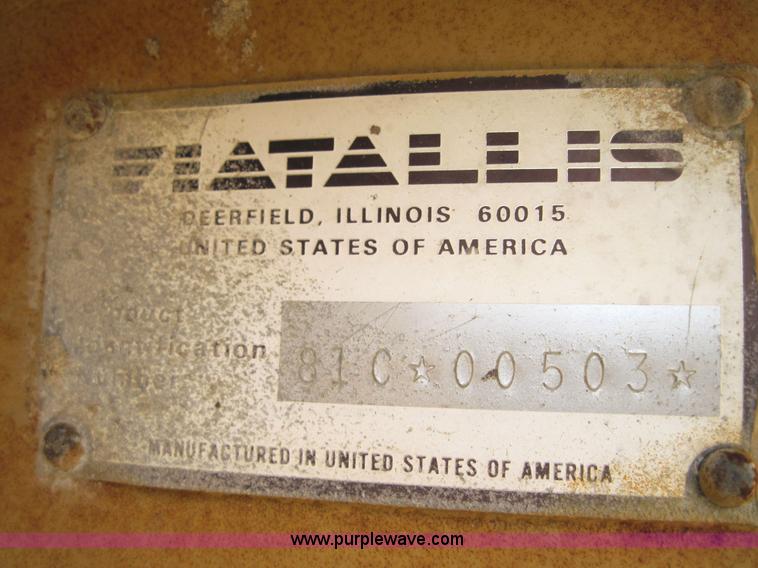 FIATALLIS
DEERFIELD, ILLINOIS 60015
UNITED STATES OF AMERICA
Product
Identification
Number
81C☆00503☆
MANUFACTURED IN UNITED STATES OF AMERICA
www.purplewave.com